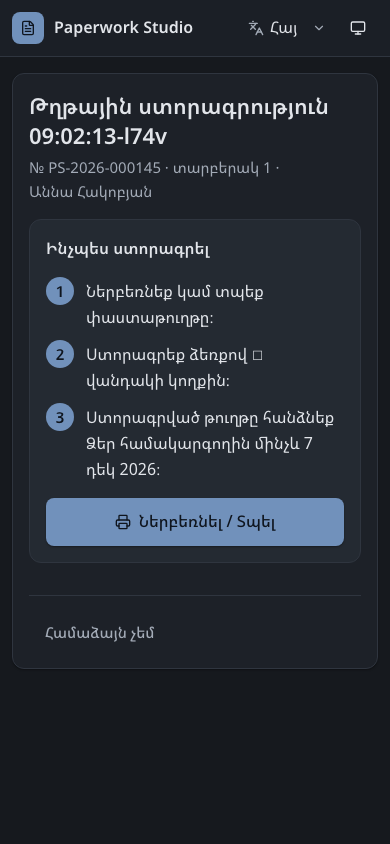 Paperwork Studio
Հայ
Թղթային ստորագրություն
09:02:13-l74v
№ PS-2026-000145 · տարբերակ 1 ·
Աննա Հակոբյան
Ինչպես ստորագրել
1 Ներբեռնեք կամ տպեք
փաստաթուղթը։
2 Ստորագրեք ձեռքով □
վանդակի կողքին։
3 Ստորագրված թուղթը հանձնեք
Ձեր համակարգողին մինչև 7
դեկ 2026։
Ներբեռնել / Տպել
Համաձայն չեմ